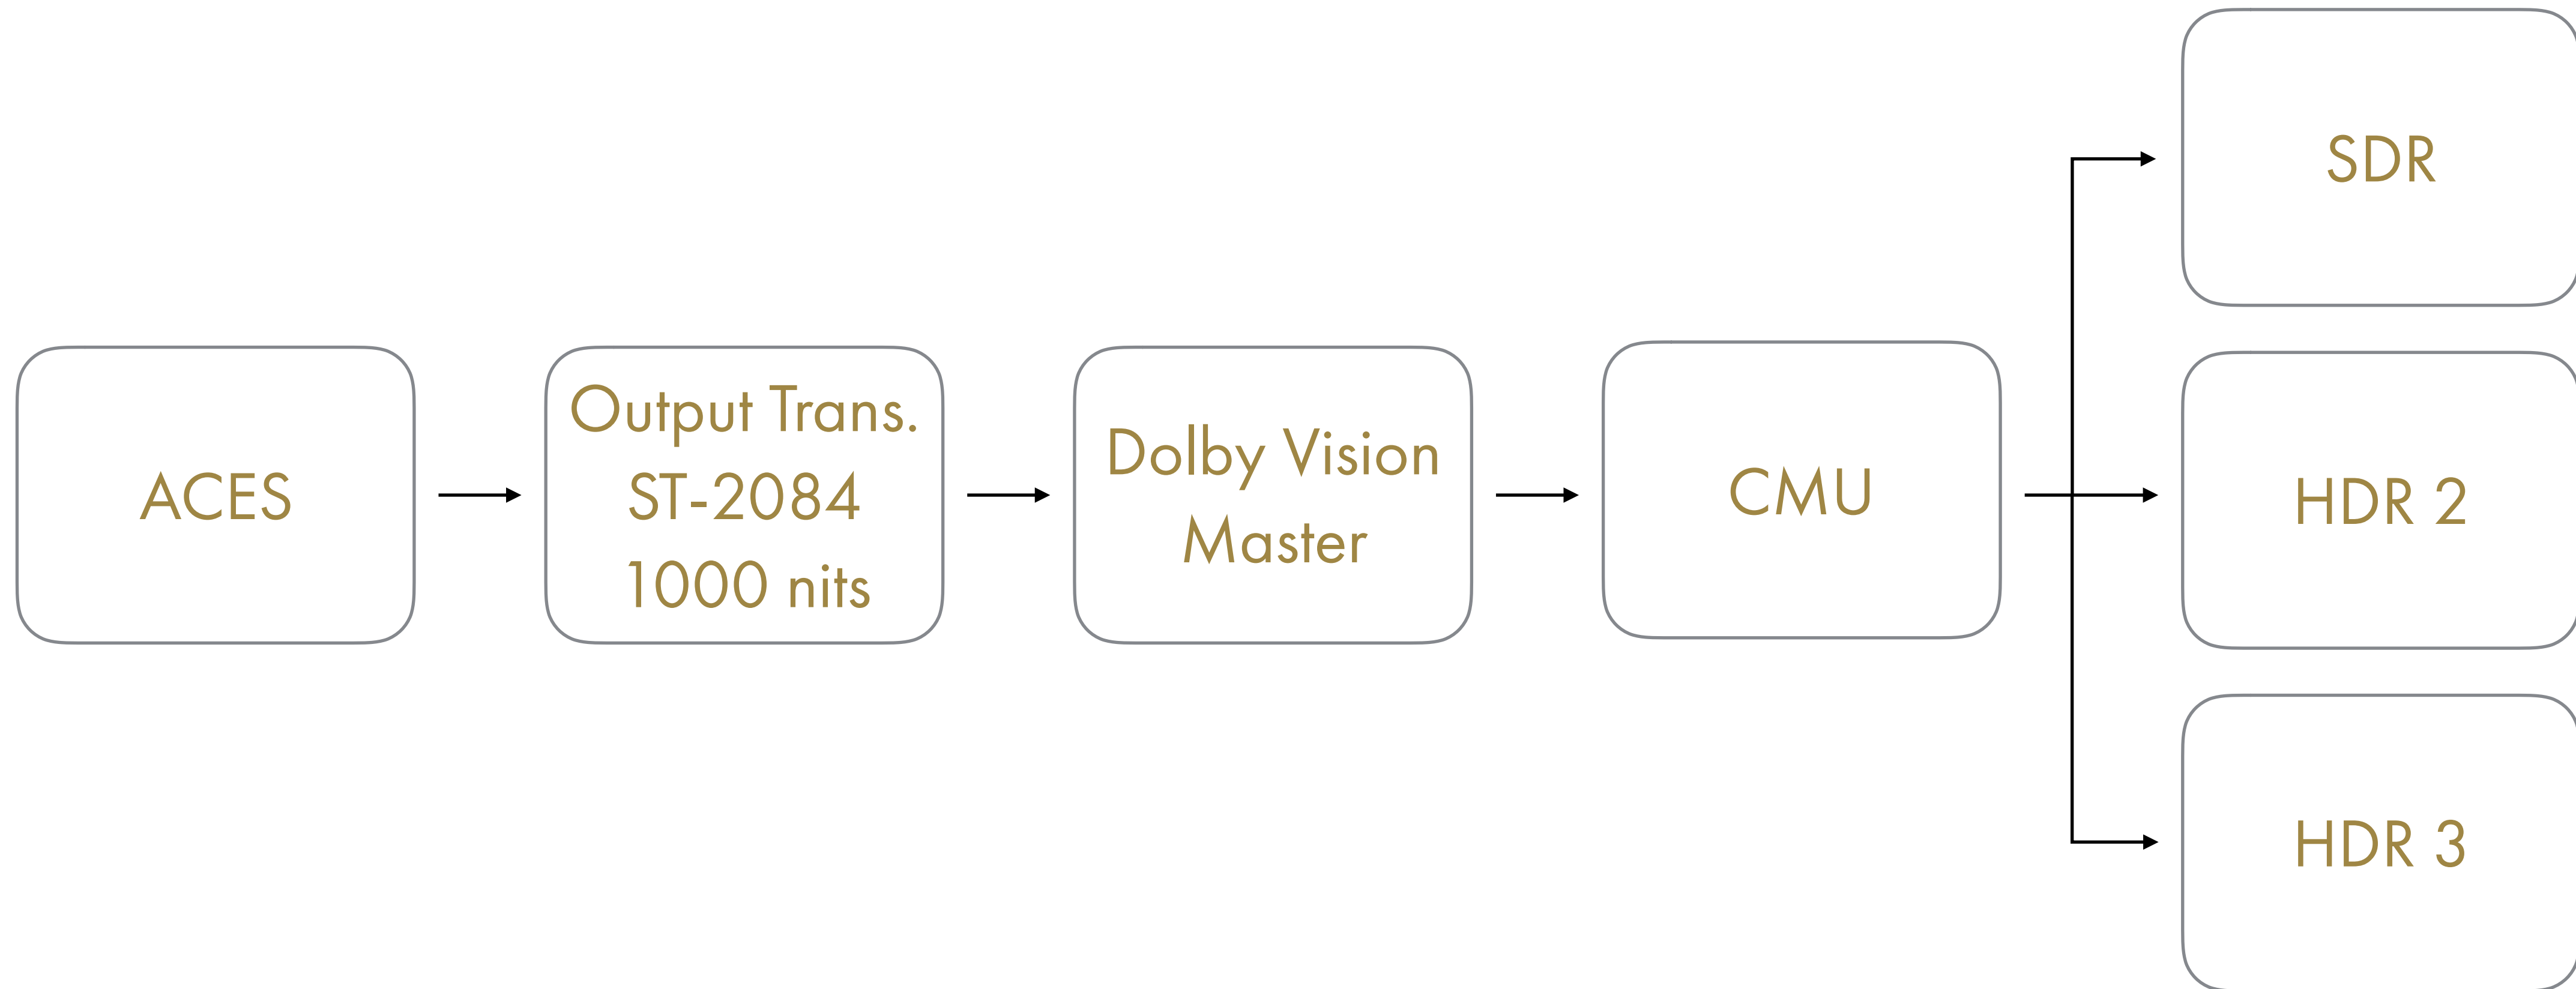 ACES
Output Trans.
ST-2084
1000 nits
Dolby Vision
Master
CMU
SDR
HDR 2
HDR 3